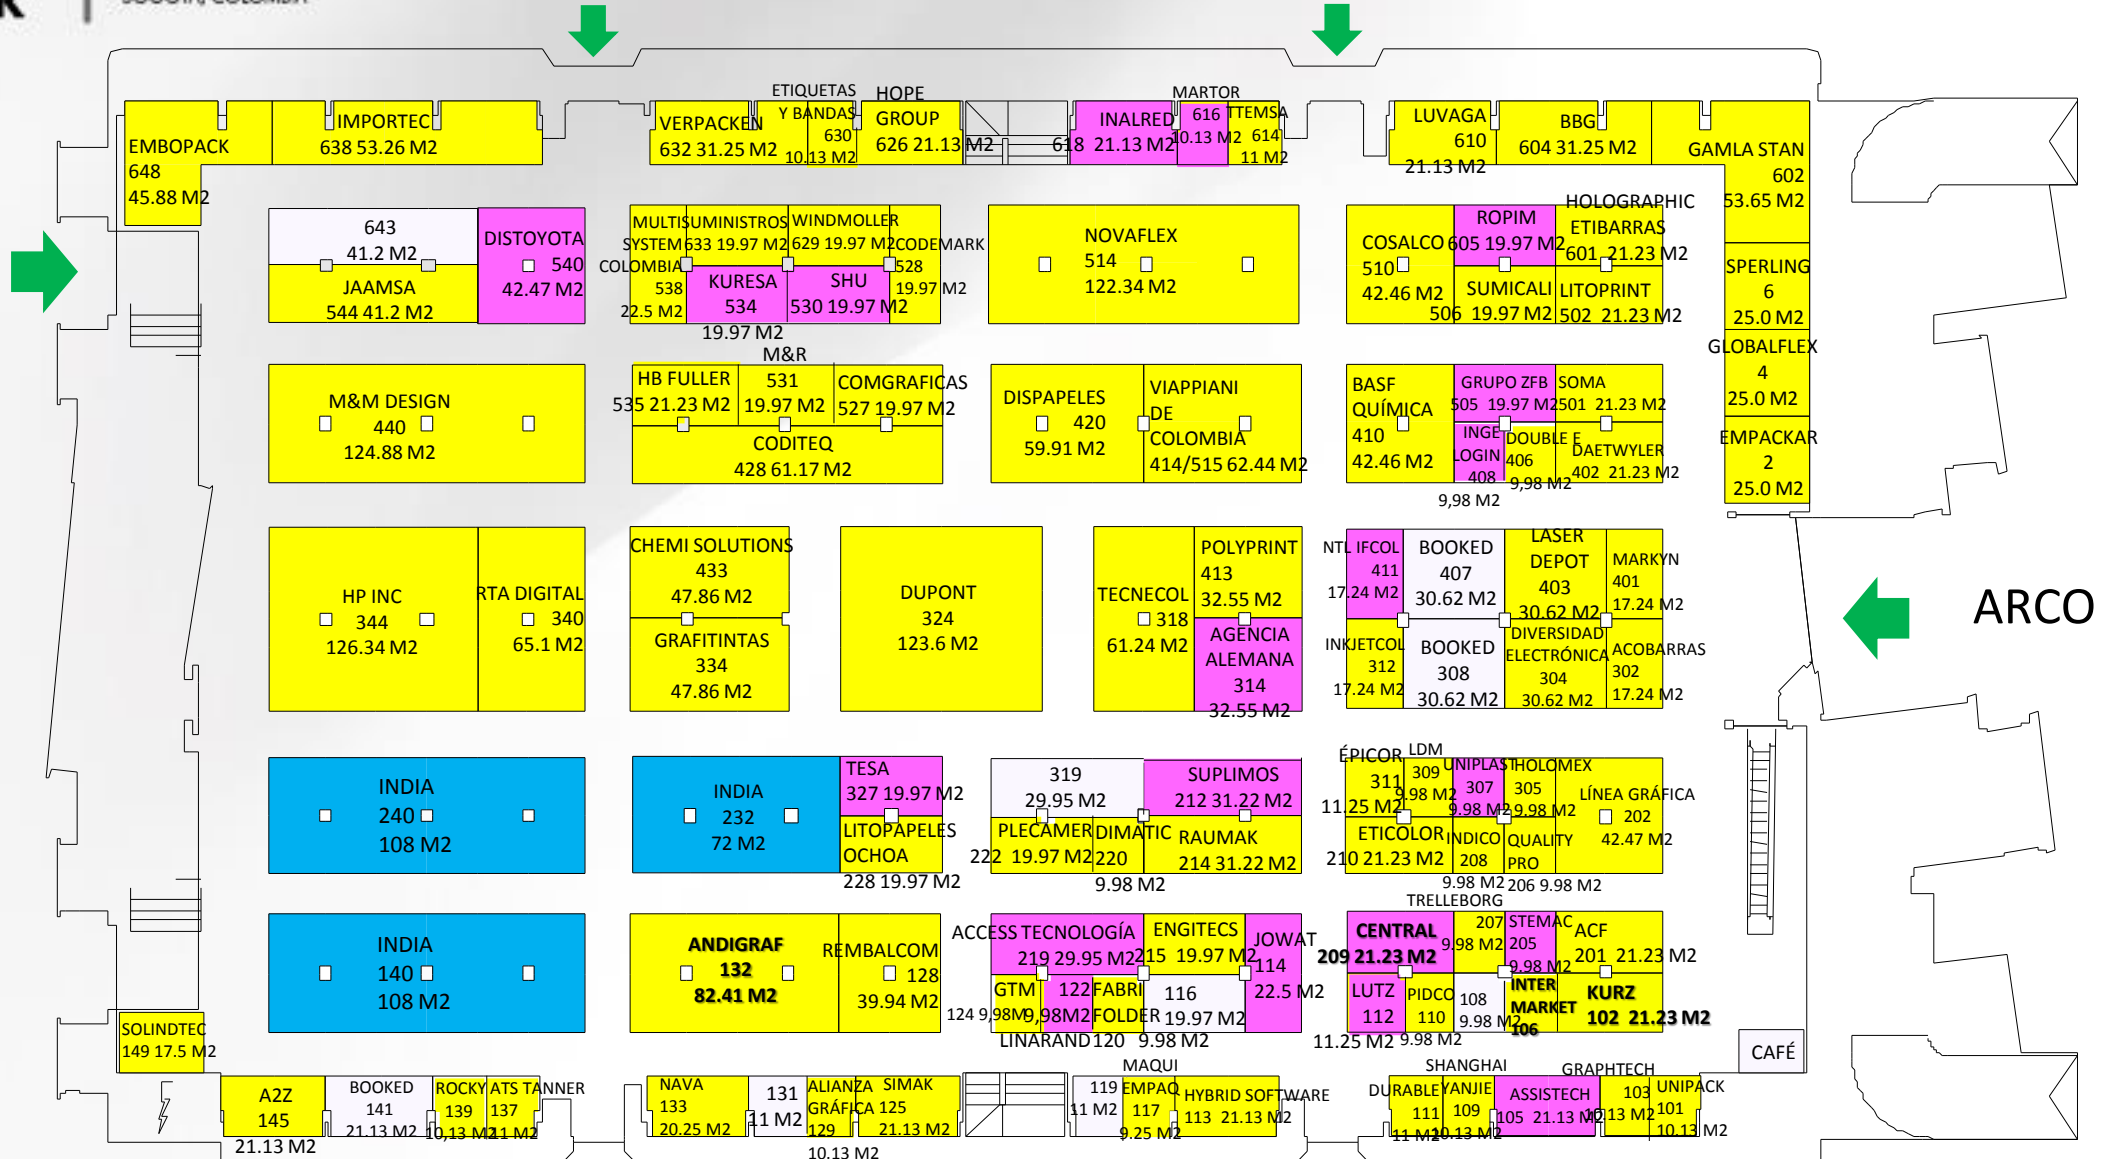 BOGOTÁ, COLOMBIA
EMBOPACK
648
45.88 M2
IMPORTEC
638 53.26 M2
VERPACKEN
632 31.25 M2
ETIQUETAS
Y BANDAS
630
10.13 M2
HOPE
GROUP
626 21.13 M2
INALRED
618 21.13 M2
MARTOR
616
10.13 M2
TTEMSA
614
11 M2
LUVAGA
610
21.13 M2
BBG
604 31.25 M2
GAMLA STAN
602
53.65 M2
643
41.2 M2
JAAMSA
544 41.2 M2
DISTOYOTA
540
42.47 M2
MULTI
SYSTEM
COLOMBIA
538
22.5 M2
SUMINISTROS
633 19.97 M2
WINDMOLLER
629 19.97 M2
CODEMARK
528
19.97 M2
KURESA
534
19.97 M2
SHU
530 19.97 M2
NOVAFLEX
514
122.34 M2
COSALCO
510
42.46 M2
ROPIM
605 19.97 M2
HOLOGRAPHIC
ETIBARRAS
601 21.23 M2
SUMICALI
506 19.97 M2
LITOPRINT
502 21.23 M2
SPERLING
6
25.0 M2
GLOBALFLEX
4
25.0 M2
EMPACKAR
2
25.0 M2
M&M DESIGN
440
124.88 M2
HB FULLER
535 21.23 M2
M&R
531
19.97 M2
COMGRAFICAS
527 19.97 M2
CODITEQ
428 61.17 M2
DISPAPELES
420
59.91 M2
VIAPPIANI
DE
COLOMBIA
414/515 62.44 M2
BASF
QUÍMICA
410
42.46 M2
GRUPO ZFB
505 19.97 M2
SOMA
501 21.23 M2
INGE
LOGIN
408
9,98 M2
DOUBLE E
406
9,98 M2
DAETWYLER
402 21.23 M2
HP INC
344
126.34 M2
RTA DIGITAL
340
65.1 M2
CHEMI SOLUTIONS
433
47.86 M2
GRAFITINTAS
334
47.86 M2
DUPONT
324
123.6 M2
TECNECOL
318
61.24 M2
POLYPRINT
413
32.55 M2
AGENCIA
ALEMANA
314
32.55 M2
NTL IFCOL
411
17.24 M2
BOOKED
407
30.62 M2
LASER
DEPOT
403
30.62 M2
MARKYN
401
17.24 M2
INKJETCOL
312
17.24 M2
BOOKED
308
30.62 M2
DIVERSIDAD
ELECTRÓNICA
304
30.62 M2
ACOBARRAS
302
17.24 M2
ARCO
INDIA
240
108 M2
INDIA
232
72 M2
TESA
327 19.97 M2
LITOPAPELES
OCHOA
228 19.97 M2
319
29.95 M2
SUPLIMOS
212 31.22 M2
PLECAMER
222 19.97 M2
DIMATIC
220
9.98 M2
RAUMAK
214 31.22 M2
ÉPICOR
311
11.25 M2
LDM
309
9.98 M2
UNIPLAST
307
9.98 M2
HOLOMEX
305
9.98 M2
LÍNEA GRÁFICA
202
42.47 M2
ETICOLOR
210 21.23 M2
INDICO
208
9.98 M2
QUALITY
PRO
206 9.98 M2
INDIA
140
108 M2
ANDIGRAF
132
82.41 M2
REMBALCOM
128
39.94 M2
ACCESS TECNOLOGÍA
219 29.95 M2
ENGITECS
215 19.97 M2
JOWAT
114
22.5 M2
GTM
124 9,98M2
122
9,98M2
LINARAND
FABRI
FOLDER
120 9.98 M2
116
19.97 M2
CENTRAL
209 21.23 M2
TRELLEBORG
207
9.98 M2
STEMAC
205
9.98 M2
ACF
201 21.23 M2
LUTZ
112
11.25 M2
PIDCO
110
9.98 M2
108
9.98 M2
INTER
MARKET
106
KURZ
102 21.23 M2
CAFÉ
SOLINDTEC
149 17.5 M2
A2Z
145
21.13 M2
BOOKED
141
21.13 M2
ROCKY
139
10,13 M2
ATS TANNER
137
11 M2
NAVA
133
20.25 M2
131
11 M2
ALIANZA
GRÁFICA
129
10.13 M2
SIMAK
125
21.13 M2
119
11 M2
MAQUI
EMPAQ
117
9.25 M2
HYBRID SOFTWARE
113 21.13 M2
DURABLE
111
11 M2
SHANGHAI
YANJIE
109
10.13 M2
ASSISTECH
105 21.13 M2
GRAPHTECH
103
10.13 M2
UNIPACK
101
10.13 M2